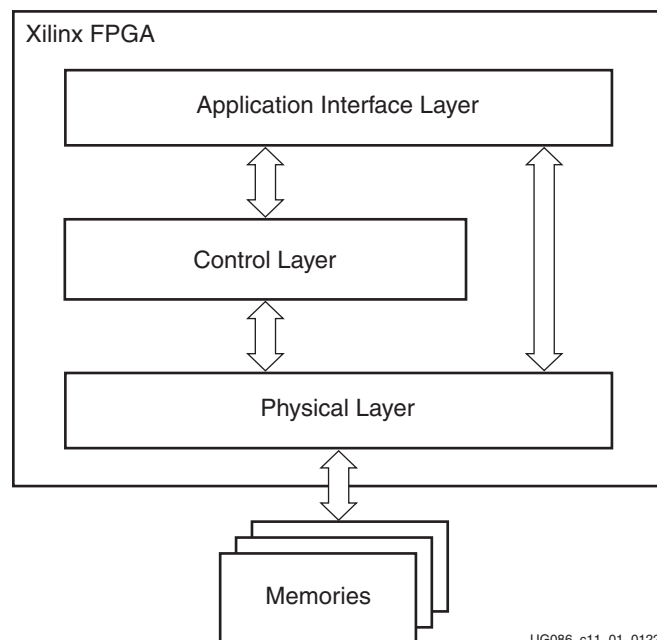 Xilinx FPGA
Application Interface Layer
Control Layer
Physical Layer
Memories